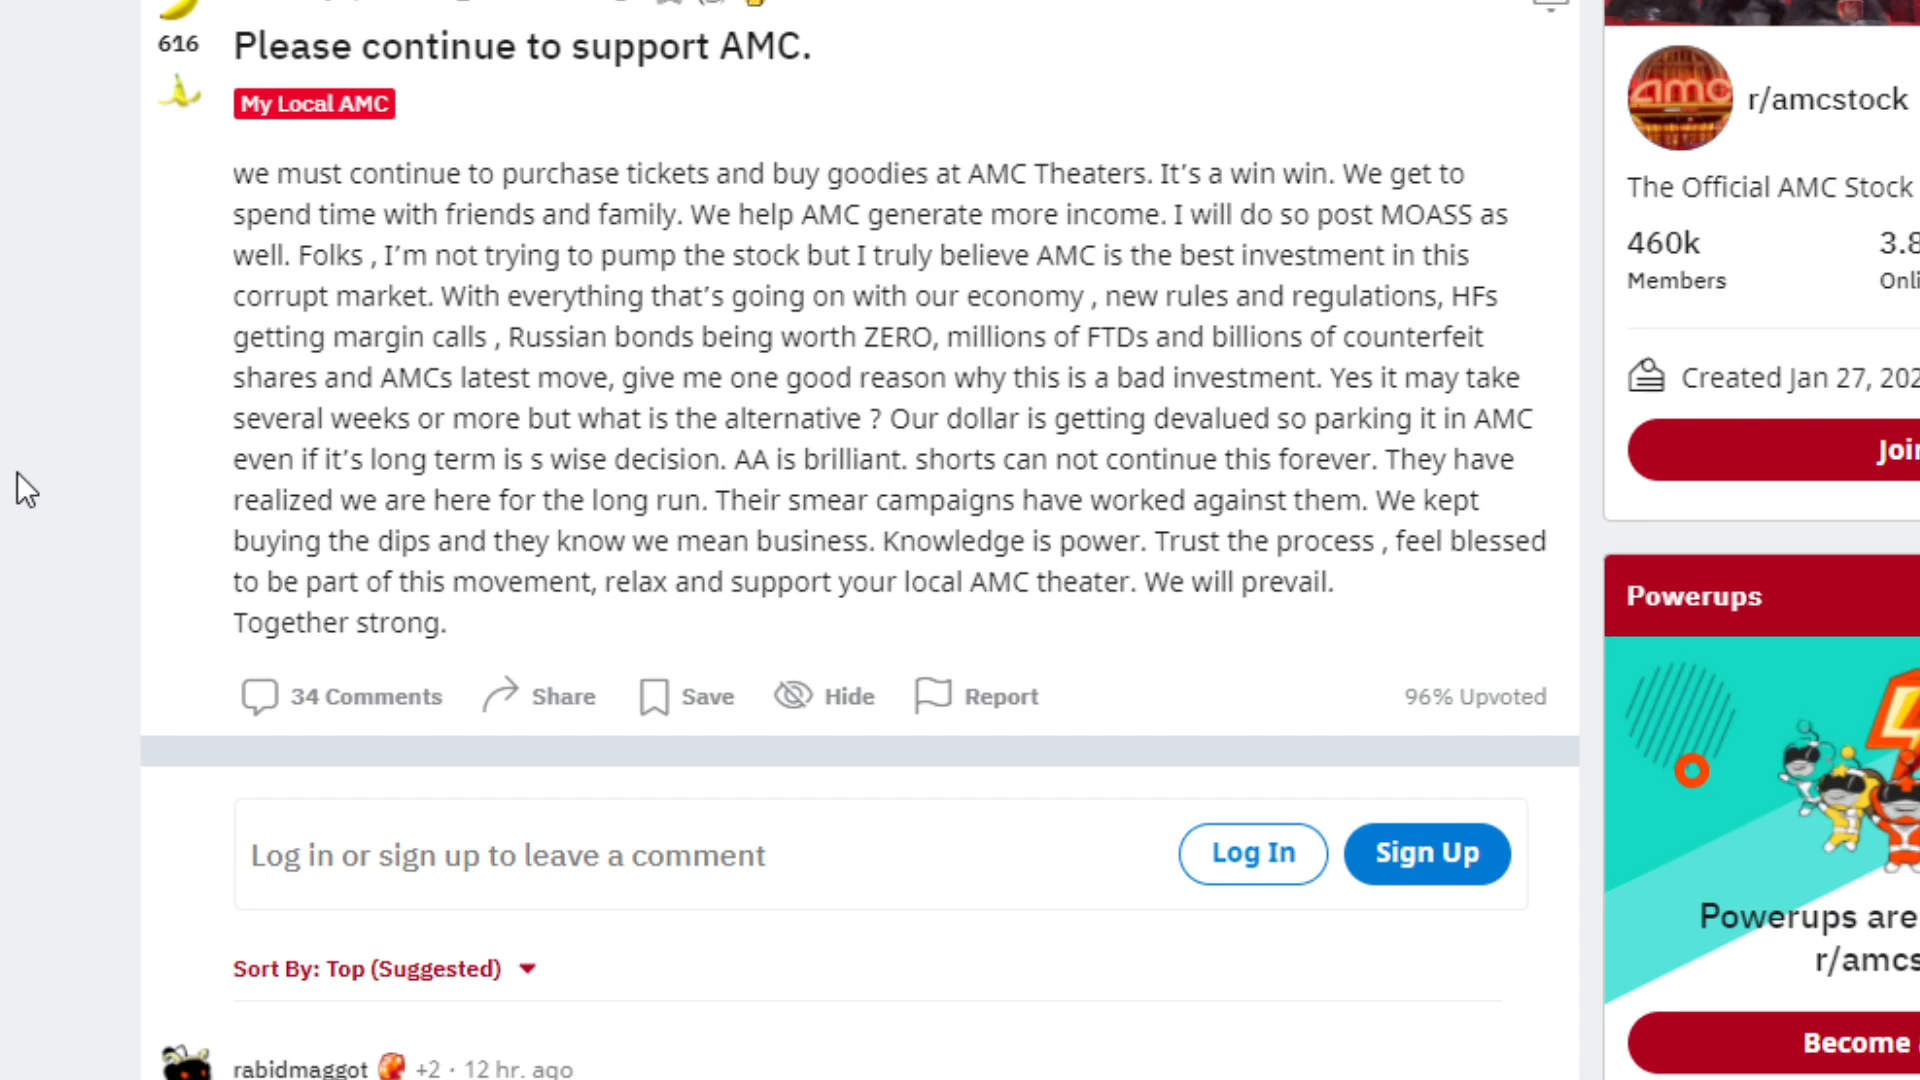 616
Please continue to support AMC.
My Local AMC
we must continue to purchase tickets and buy goodies at AMC Theaters. It’s a win win. We get to
spend time with friends and family. We help AMC generate more income. I will do so post MOASS as
well. Folks , I’m not trying to pump the stock but I truly believe AMC is the best investment in this
corrupt market. With everything that’s going on with our economy , new rules and regulations, HFs
getting margin calls , Russian bonds being worth ZERO, millions of FTDs and billions of counterfeit
shares and AMCs latest move, give me one good reason why this is a bad investment. Yes it may take
several weeks or more but what is the alternative ? Our dollar is getting devalued so parking it in AMC
even if it’s long term is s wise decision. AA is brilliant. shorts can not continue this forever. They have
realized we are here for the long run. Their smear campaigns have worked against them. We kept
buying the dips and they know we mean business. Knowledge is power. Trust the process , feel blessed
to be part of this movement, relax and support your local AMC theater. We will prevail.
Together strong.
34 Comments
Share
Save
Hide
Report
96% Upvoted
Log in or sign up to leave a comment
Log In
Sign Up
Sort By: Top (Suggested)
rabidmaggot +2 · 12 hr. ago
amc
r/amcstock
The Official AMC Stock
460k
3.8
Members
Onli
Created Jan 27, 202
Joi
Powerups
Powerups are
r/amcs
Become